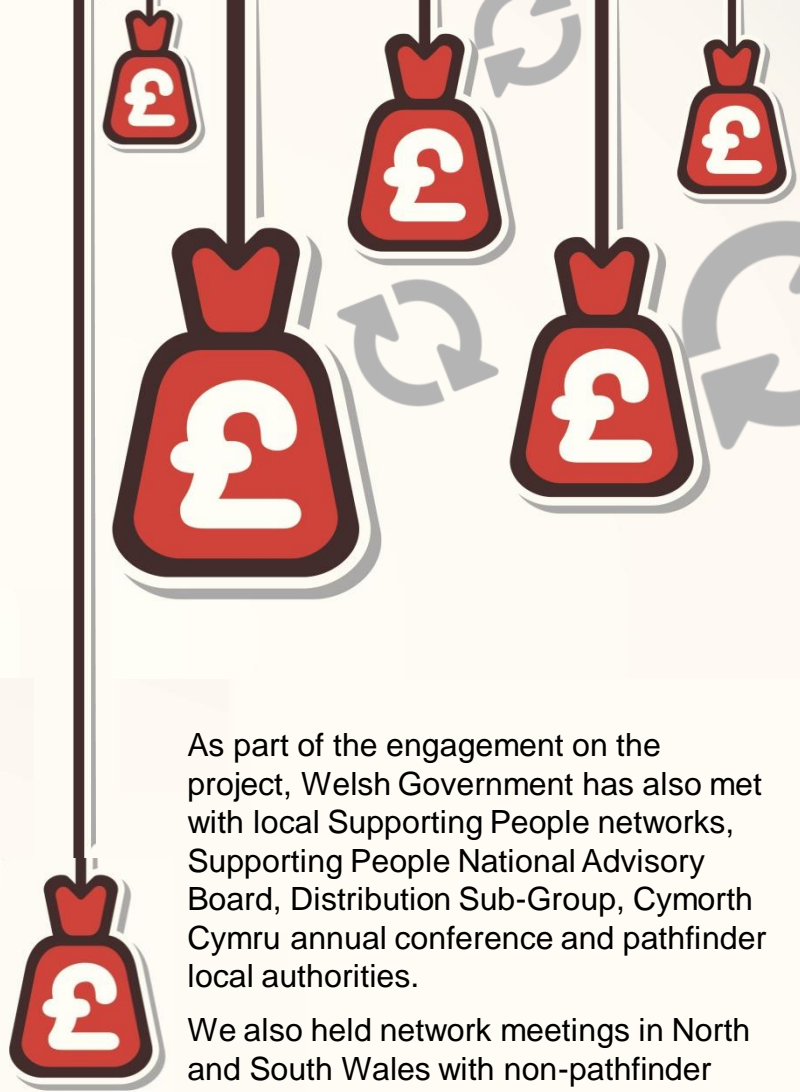 £
£
£
£
£
As part of the engagement on the
project, Welsh Government has also met
with local Supporting People networks,
Supporting People National Advisory
Board, Distribution Sub-Group, Cymorth
Cymru annual conference and pathfinder
local authorities.
£
We also held network meetings in North
and South Wales with non-pathfinder